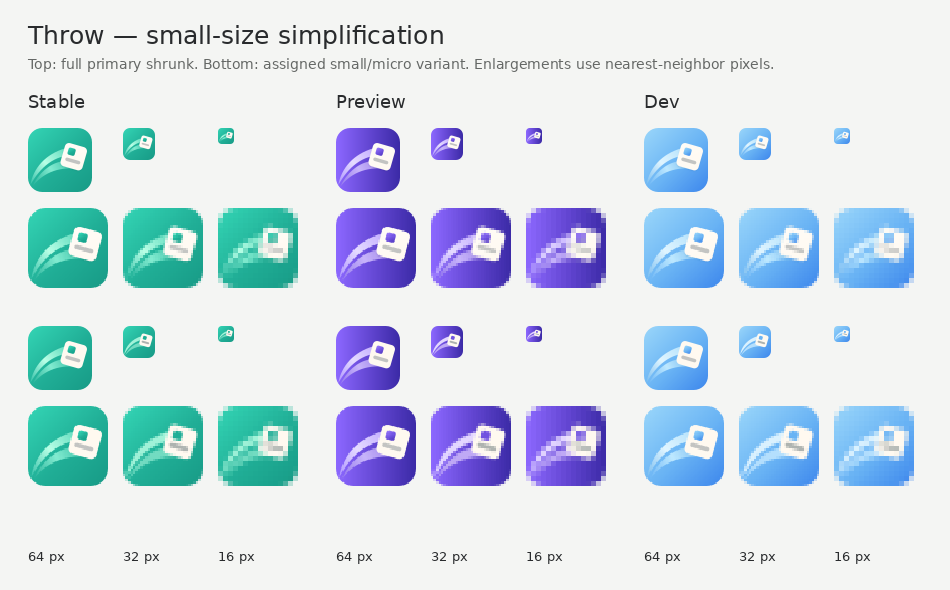 Throw — small-size simplification
Top: full primary shrunk. Bottom: assigned small/micro variant. Enlargements use nearest-neighbor pixels.
Stable Preview Dev
64 px 32 px 16 px 64 px 32 px 16 px 64 px 32 px 16 px